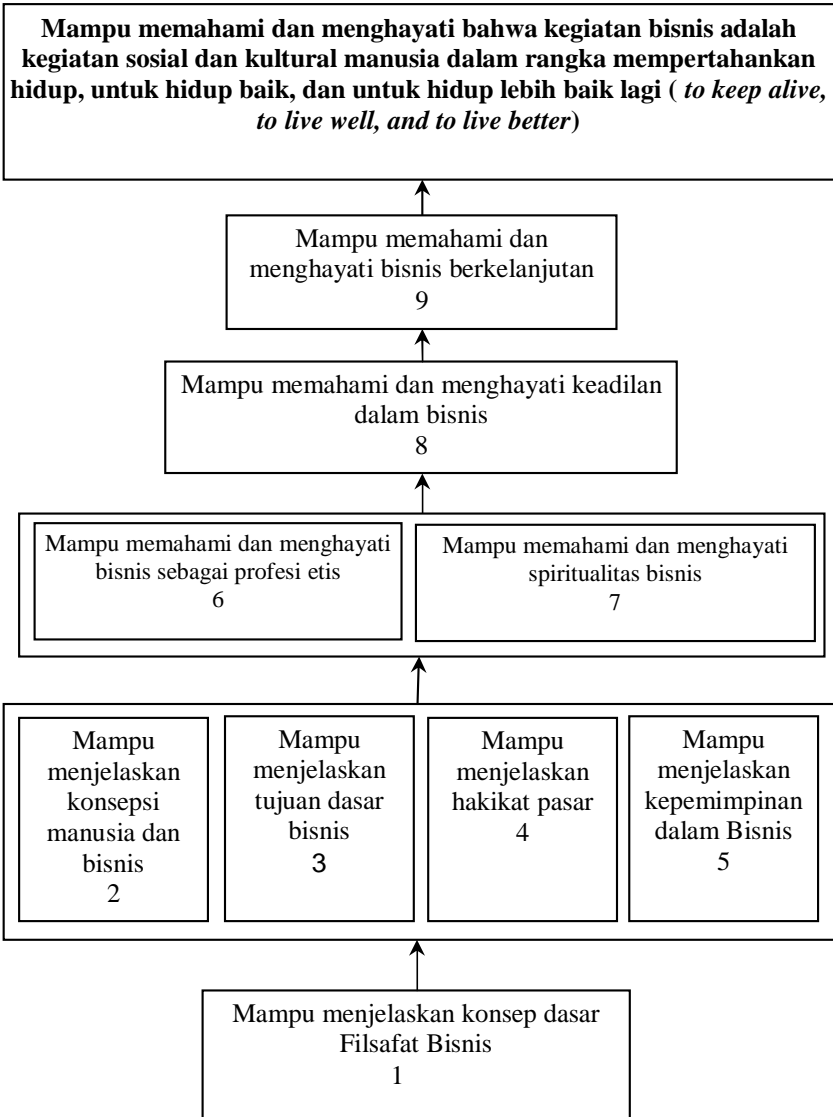 Mampu memahami dan menghayati bahwa kegiatan bisnis adalah
kegiatan sosial dan kultural manusia dalam rangka mempertahankan
hidup, untuk hidup baik, dan untuk hidup lebih baik lagi ( to keep alive,
to live well, and to live better)
Mampu memahami dan
menghayati bisnis berkelanjutan
9
Mampu memahami dan menghayati keadilan
dalam bisnis
8
Mampu memahami dan menghayati
bisnis sebagai profesi etis
6
Mampu memahami dan menghayati
spiritualitas bisnis
7
Mampu
menjelaskan
konsepsi
manusia dan
bisnis
2
Mampu
menjelaskan
tujuan dasar
bisnis
3
Mampu
menjelaskan
hakikat pasar
4
Mampu
menjelaskan
kepemimpinan
dalam Bisnis
5
Mampu menjelaskan konsep dasar
Filsafat Bisnis
1